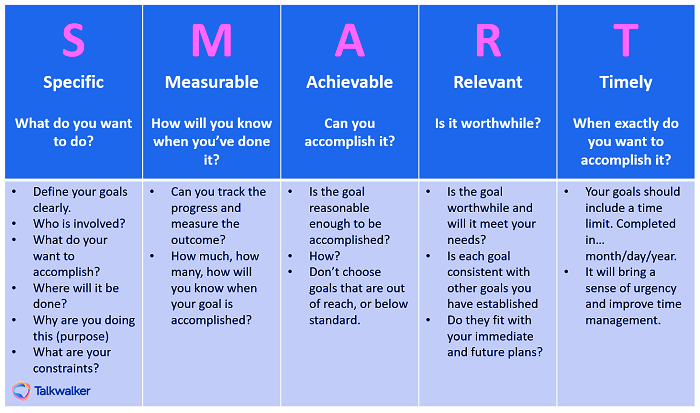 S
Specific
What do you want
to do?
M
Measurable
How will you know
when you've done
it?
A
Achievable
Can you
accomplish it?
R
Relevant
Is it worthwhile?
T
Timely
When exactly do
you want to
accomplish it?
• Define your goals
clearly.
• Who is involved?
• What do your
want to
accomplish?
• Where will it be
done?
• Why are you doing
this (purpose)
• What are your
constraints?
• Can you track the
progress and
measure the
outcome?
• How much, how
many, how will
you know when
your goal is
accomplished?
• Is the goal
reasonable
enough to be
accomplished?
• How?
• Don't choose
goals that are out
of reach, or below
standard.
• Is the goal
worthwhile and
will it meet your
needs?
• Is each goal
consistent with
other goals you
have established
• Do they fit with
your immediate
and future plans?
• Your goals should
include a time
limit. Completed
in...
month/day/year.
• It will bring a
sense of urgency
and improve time
management.
Talkwalker